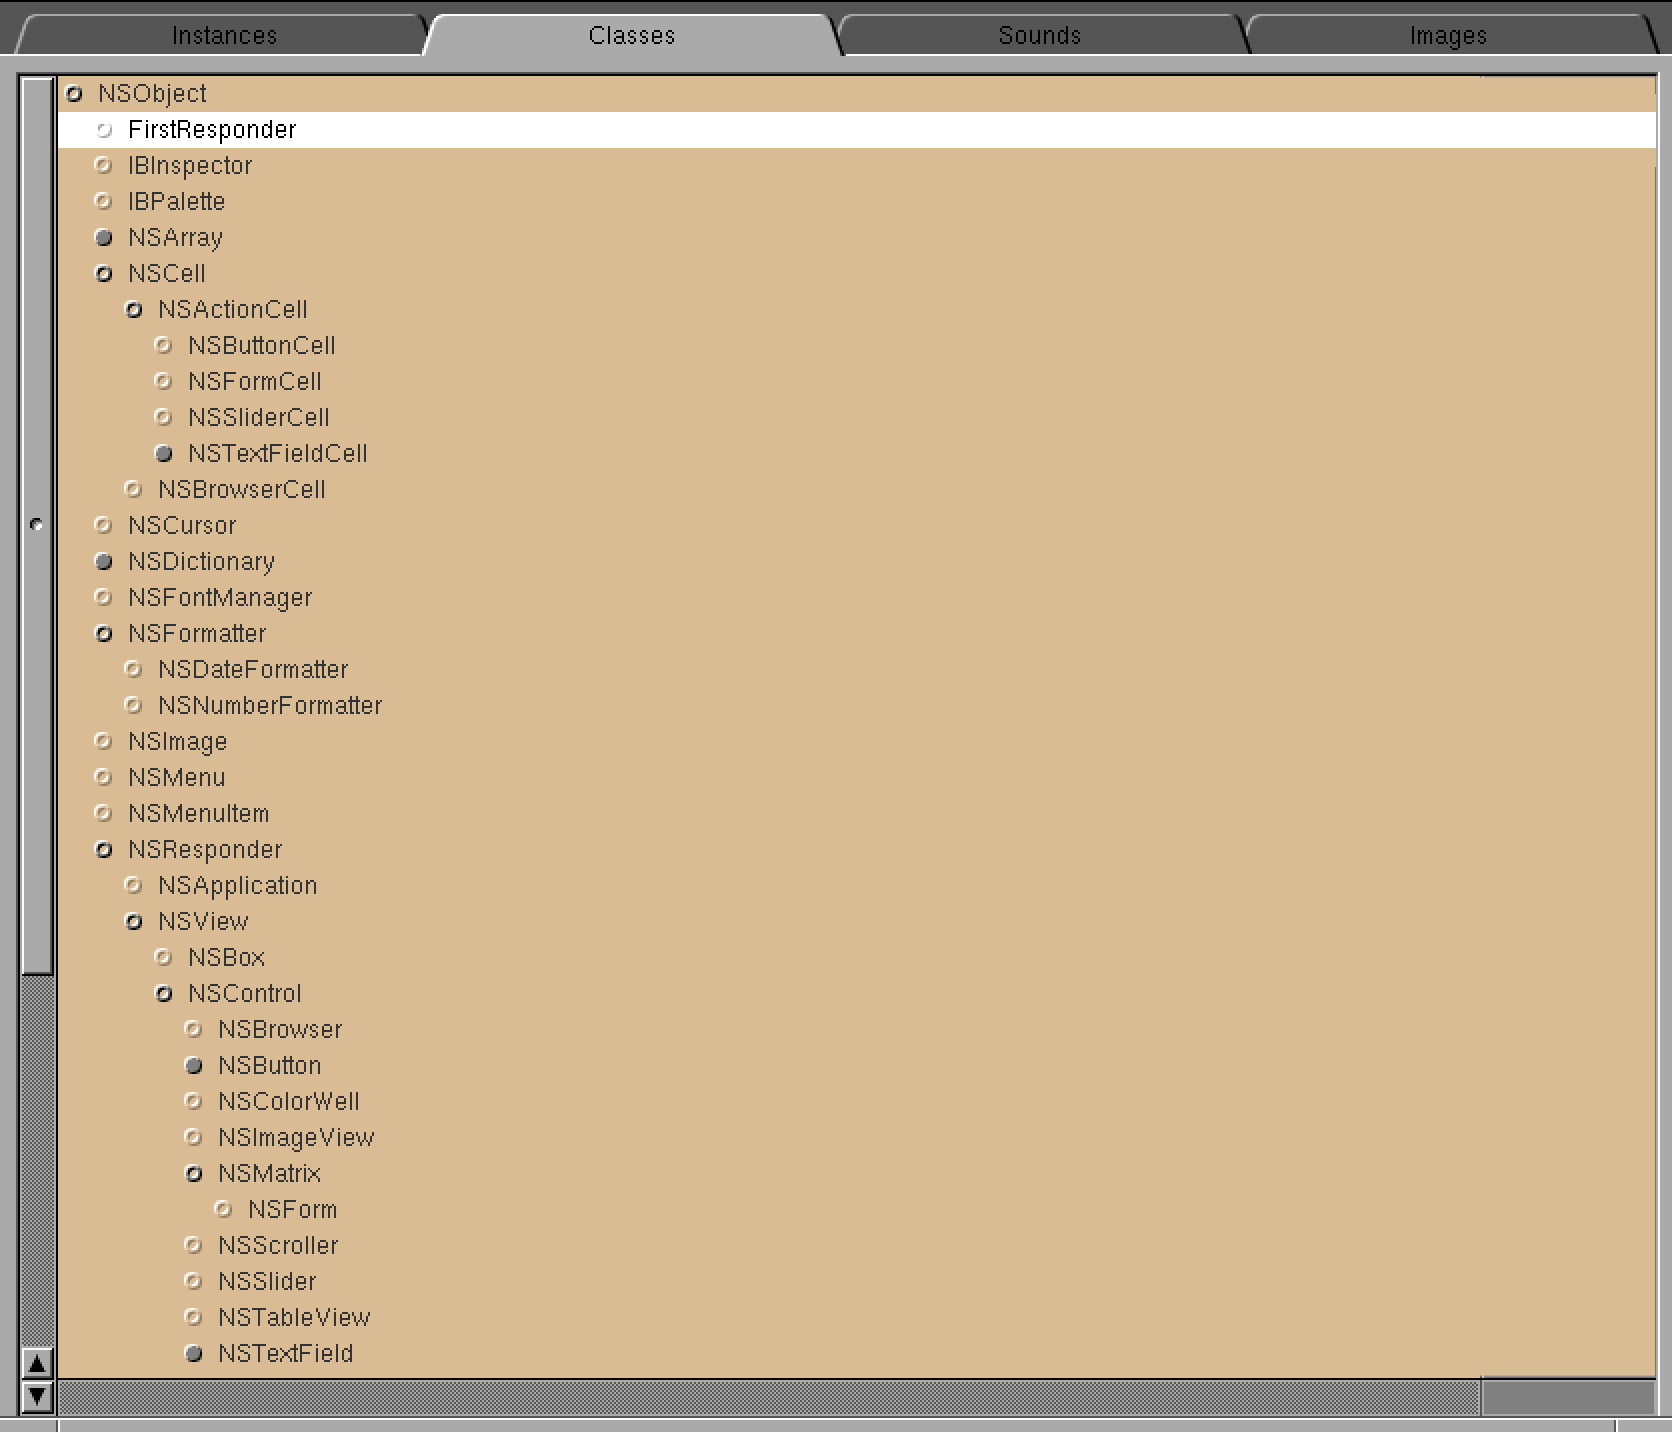 Instances Classes Sounds Images
NSObject
FirstResponder
IBInspector
IBPalette
NSArray
NSCell
NSActionCell
NSButtonCell
NSFormCell
NSSliderCell
NSTextFieldCell
NSBrowserCell
NSCursor
NSDictionary
NSFontManager
NSFormatter
NSDateFormatter
NSNumberFormatter
NSImage
NSMenu
NSMenuItem
NSResponder
NSApplication
NSView
NSBox
NSControl
NSBrowser
NSButton
NSColorWell
NSImageView
NSMatrix
NSForm
NSScroller
NSSlider
NSTableView
NSTextField